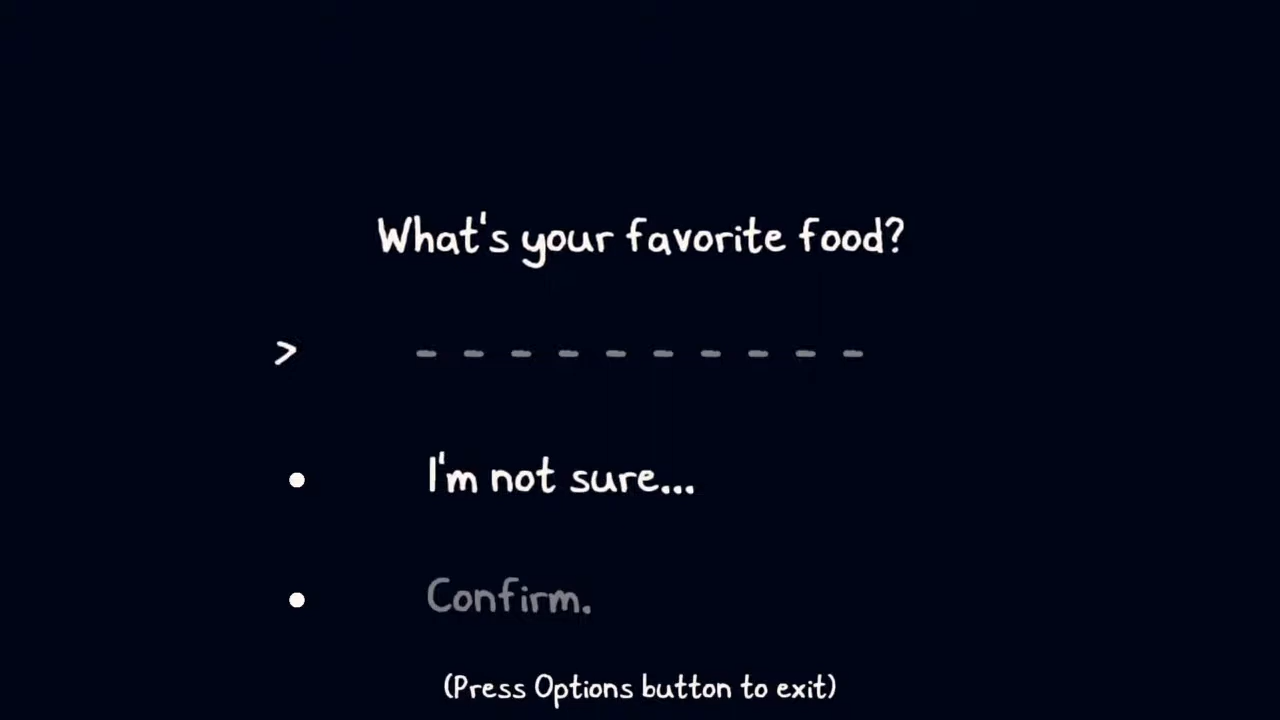 What's your favorite food?
> - - - - - - - - - -
• I'm not sure...
• Confirm.
(Press Options button to exit)